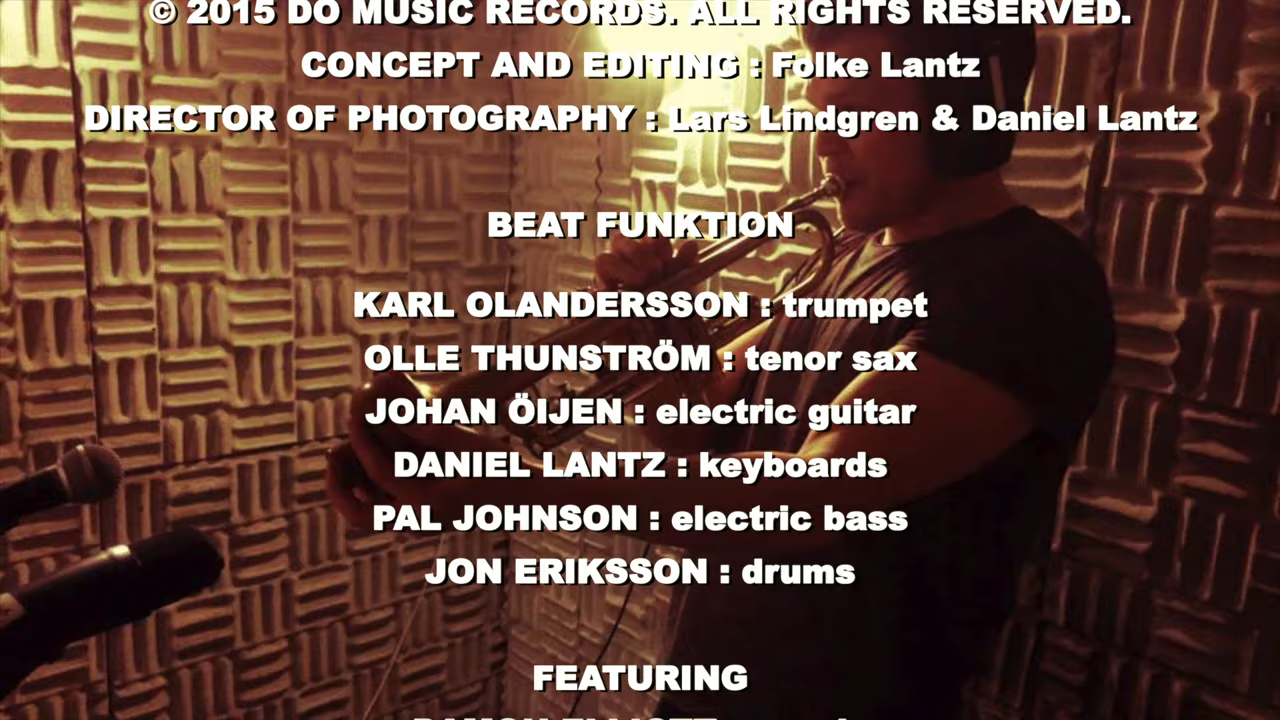 © 2015 DO MUSIC RECORDS. ALL RIGHTS RESERVED.
CONCEPT AND EDITING : Folke Lantz
DIRECTOR OF PHOTOGRAPHY : Lars Lindgren & Daniel Lantz
BEAT FUNKTION
KARL OLANDERSSON : trumpet
OLLE THUNSTRÖM : tenor sax
JOHAN ÖIJEN : electric guitar
DANIEL LANTZ : keyboards
PAL JOHNSON : electric bass
JON ERIKSSON : drums
FEATURING